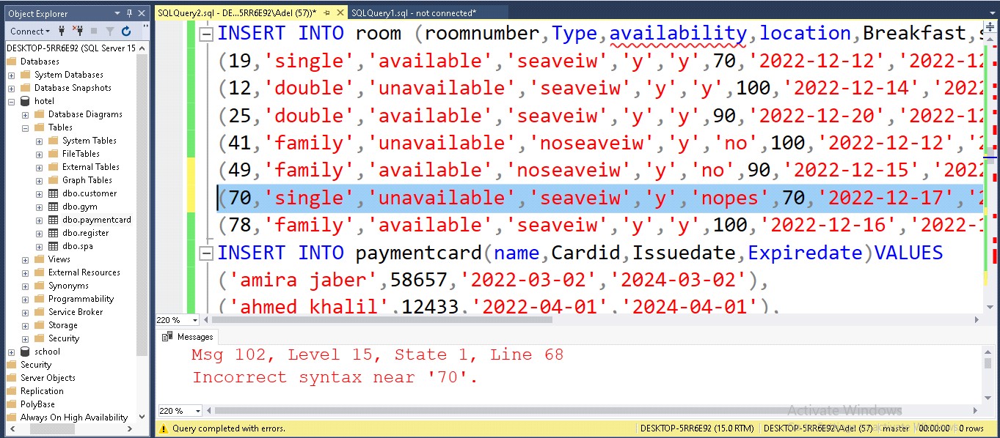 Object Explorer
SQLQuery2.sql - DE...5RR6E92\Adel (57))*
SQLQuery1.sql - not connected*
Connect
DESKTOP-5RR6E92 (SQL Server 15
Databases
System Databases
Database Snapshots
hotel
Database Diagrams
Tables
System Tables
FileTables
External Tables
Graph Tables
dbo.customer
dbo.gym
dbo.paymentcard
dbo.register
dbo.spa
Views
External Resources
Synonyms
Programmability
Service Broker
Storage
Security
school
Security
Server Objects
Replication
PolyBase
Always On High Availability
INSERT INTO room (roomnumber,Type,availability,location,Breakfast,s
(19,'single','available','seaveiw','y','y',70,'2022-12-12','2022-12
(12,'double','unavailable','seaveiw','y','y',100,'2022-12-14','2022
(25,'double','available','seaveiw','y','y',90,'2022-12-20','2022-12
(41,'family','unavailable','noseaveiw','y','no',100,'2022-12-12','2
(49,'family','available','noseaveiw','y','no',90,'2022-12-15','2022
(70,'single','unavailable','seaveiw','y','nopes',70,'2022-12-17','2
(78,'family','available','seaveiw','y','y',100,'2022-12-16','2022-1
INSERT INTO paymentcard(name,Cardid,Issuedate,Expiredate)VALUES
('amira jaber',58657,'2022-03-02','2024-03-02'),
('ahmed khalil',12433,'2022-04-01','2024-04-01'),
220 %
Messages
Msg 102, Level 15, State 1, Line 68
Incorrect syntax near '70'.
220 %
Activate Windows
Query completed with errors.
DESKTOP-5RR6E92 (15.0 RTM)
DESKTOP-5RR6E92\Adel (57)
master
00:00:00
0 rows